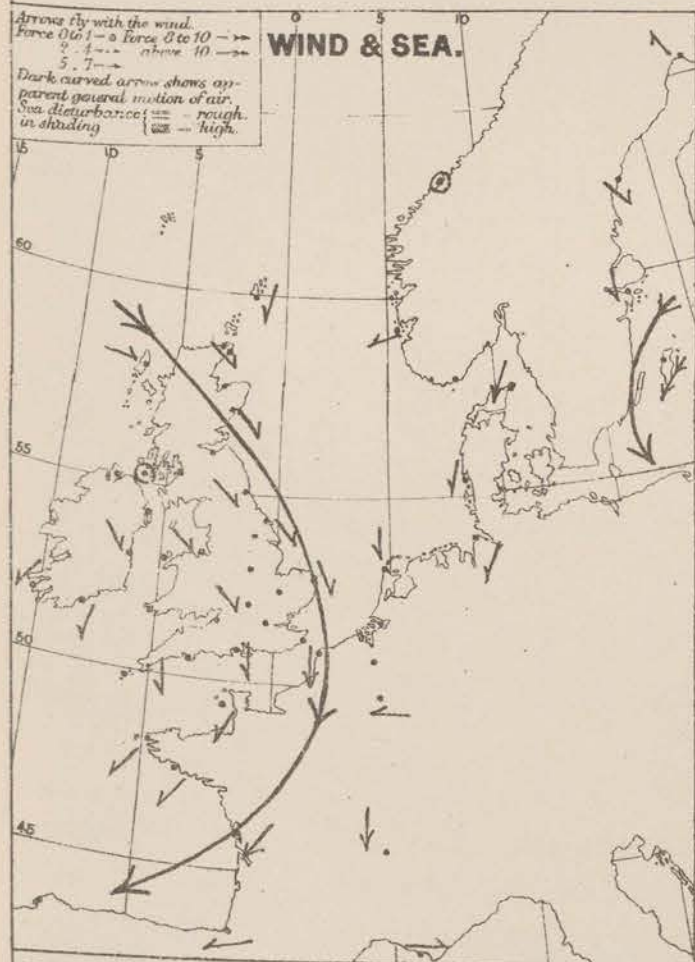 Arrows fly with the wind.
Force 0 to 1 — o Force 8 to 10 —
2 . 4 — above 10 —
5 . 7 —
Dark curved arrow shows ap-
parent general motion of air.
Sea disturbance — rough.
in shading — high.
WIND & SEA.
15 10 5 0 5 10
60
55
50
45